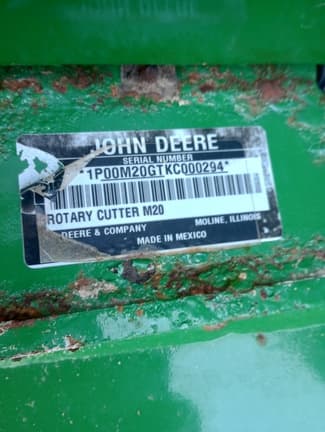 JOHN DEERE
SERIAL NUMBER
*1P00M20GTKC000294*
ROTARY CUTTER M20
DEERE & COMPANY MOLINE, ILLINOIS
MADE IN MEXICO